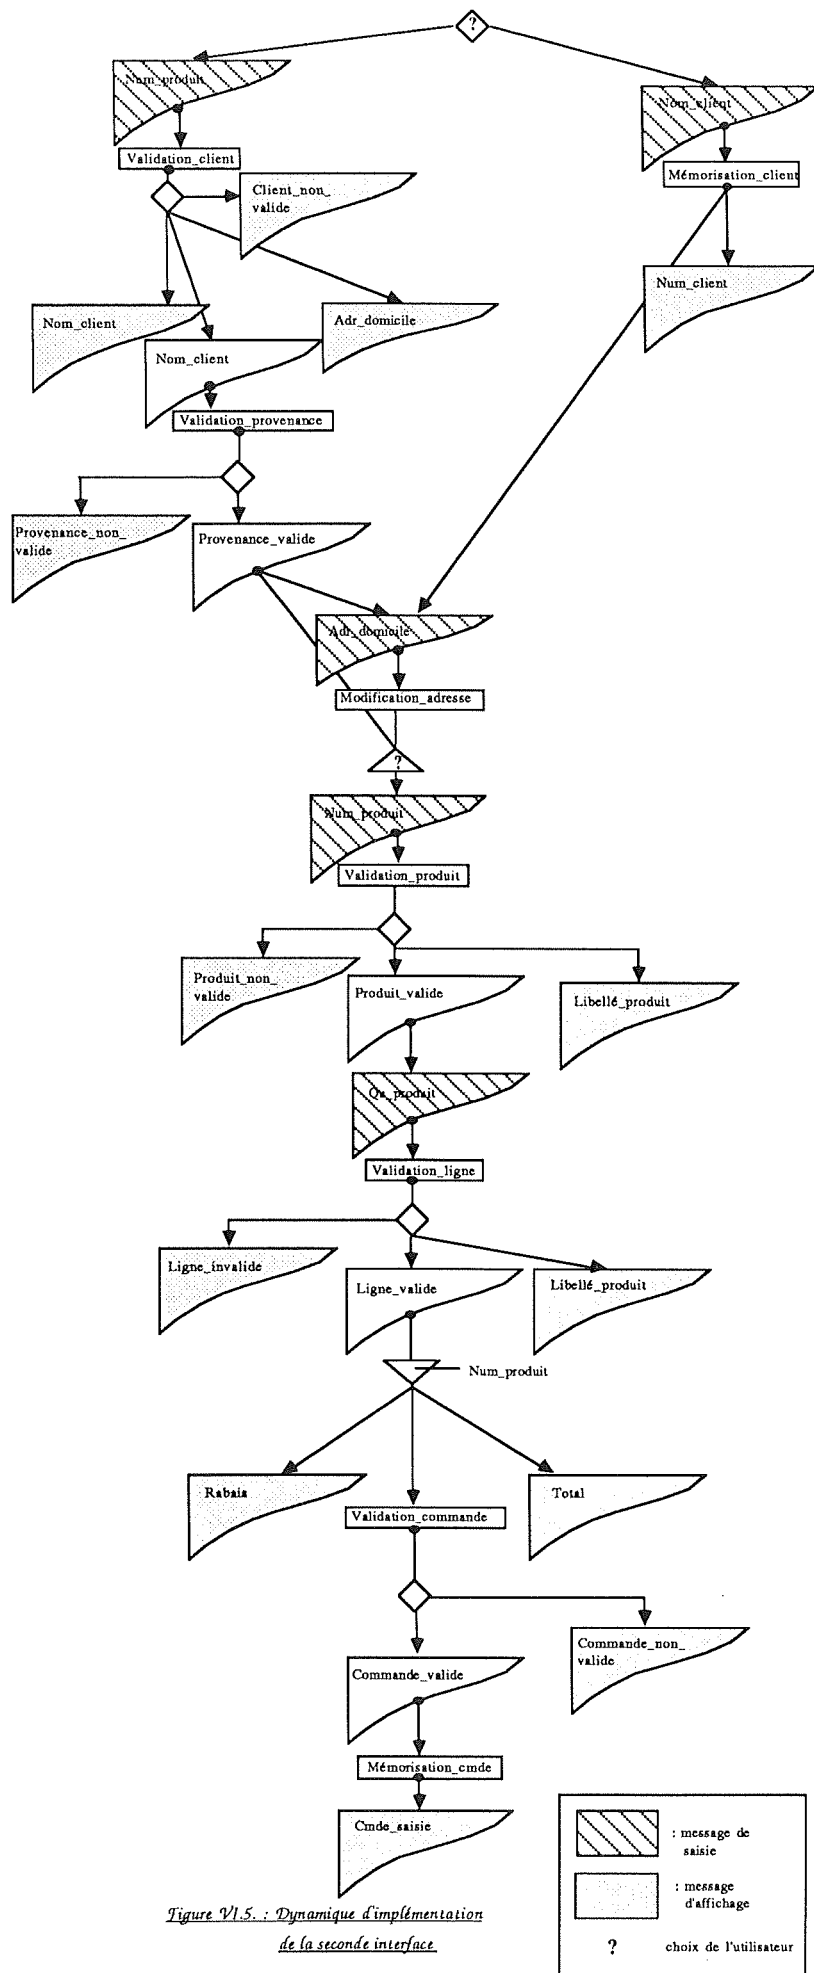 ?
Num_produit
Nom_client
Validation_client
Client_non_
valide
Mémorisation_client
Num_client
Nom_client
Adr_domicile
Nom_client
Validation_provenance
Provenance_non_
valide
Provenance_valide
Adr_domicile
Modification_adresse
?
Num_produit
Validation_produit
Produit_non_
valide
Produit_valide
Libellé_produit
Qu_produit
Validation_ligne
Ligne_invalide
Ligne_valide
Libellé_produit
Num_produit
Rabais
Total
Validation_commande
Commande_non_
valide
Commande_valide
Mémorisation_cmde
Cmde_saisie
: message de
saisie
: message
d'affichage
? choix de l'utilisateur
Figure VI.5. : Dynamique d'implémentation
de la seconde interface